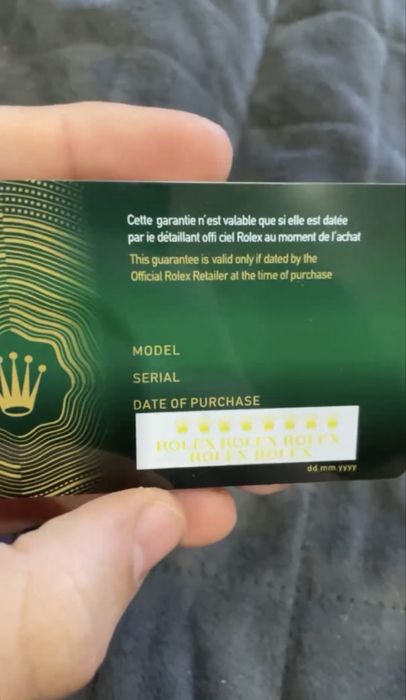 Cette garantie n'est valable que si elle est datée
par ie détaillant offi ciel Rolex au moment de l'achat
This guarantee is valid only if dated by the
Official Rolex Retailer at the time of purchase
MODEL
SERIAL
DATE OF PURCHASE
ROLEX ROLEX ROLEX
ROLEX ROLEX
dd.mm.yyyy